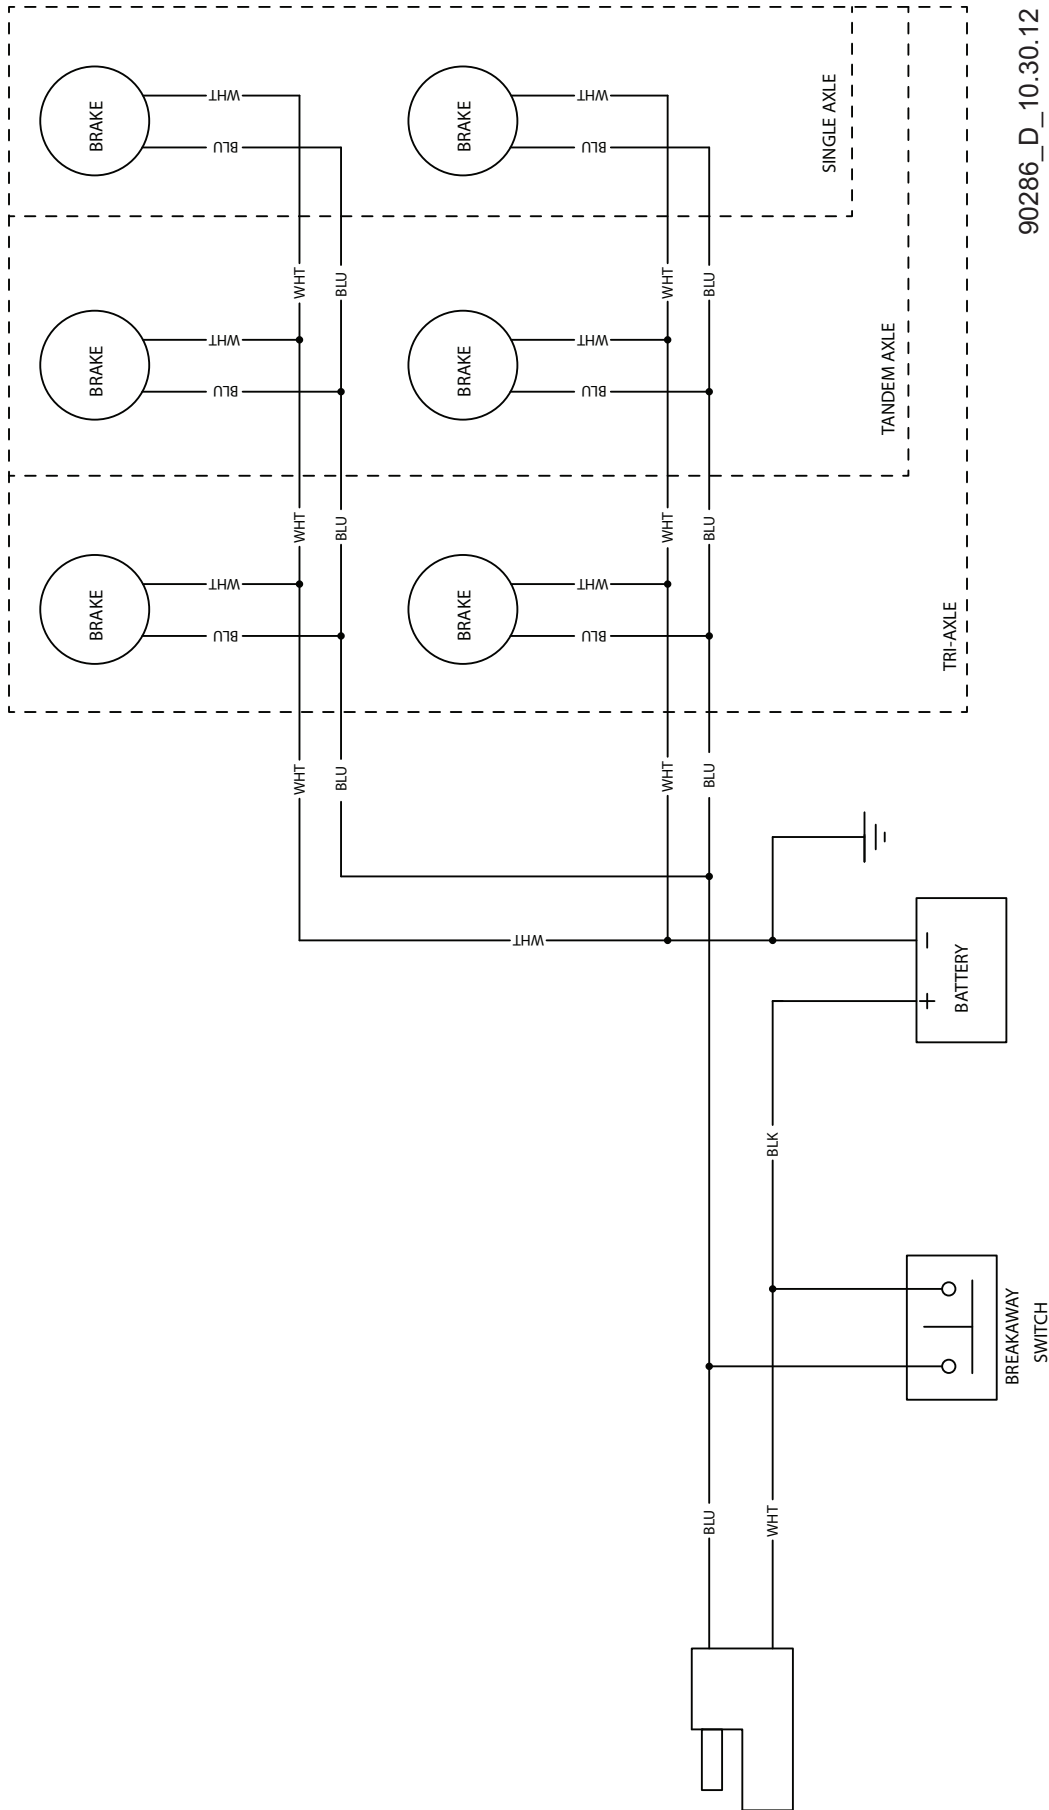 BRAKE
WHT
BLU
BRAKE
WHT
BLU
SINGLE AXLE
90286_D_10.30.12
WHT
BLU
WHT
BLU
BRAKE
WHT
BLU
BRAKE
WHT
BLU
TANDEM AXLE
WHT
BLU
WHT
BLU
BRAKE
WHT
BLU
BRAKE
WHT
BLU
TRI-AXLE
WHT
BLU
WHT
BLU
WHT
-
+
BATTERY
BLK
BREAKAWAY
SWITCH
BLU
WHT